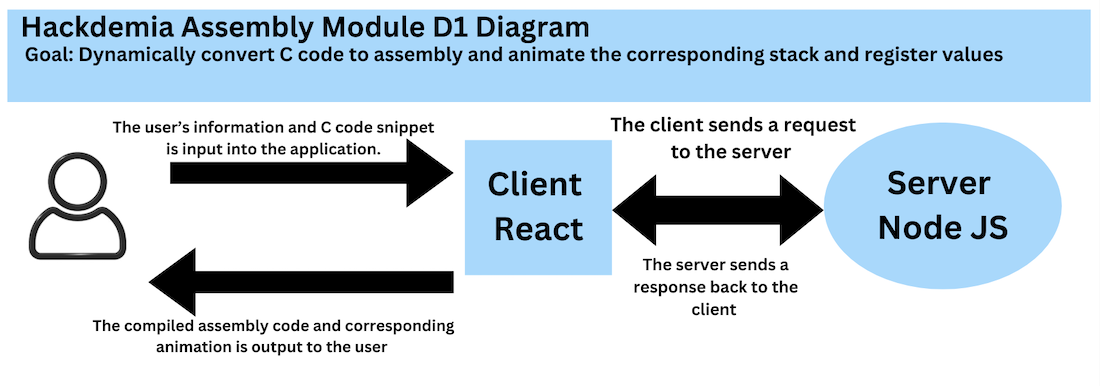 Hackdemia Assembly Module D1 Diagram
Goal: Dynamically convert C code to assembly and animate the corresponding stack and register values
The user's information and C code snippet
is input into the application.
The client sends a request
to the server
Client
React
Server
Node JS
The server sends a
response back to the
client
The compiled assembly code and corresponding
animation is output to the user